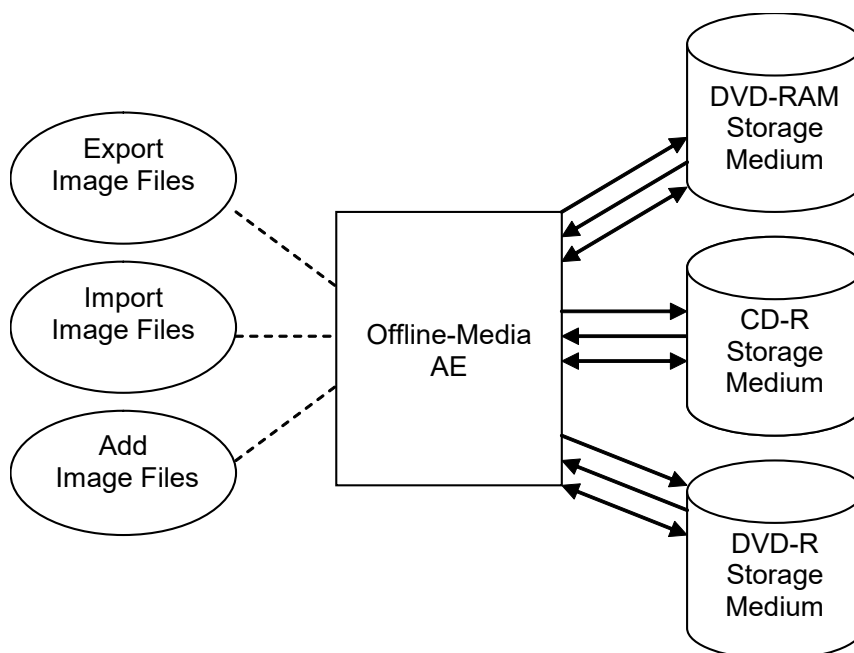 Export
Image Files
Import
Image Files
Add
Image Files
Offline-Media
AE
DVD-RAM
Storage
Medium
CD-R
Storage
Medium
DVD-R
Storage
Medium